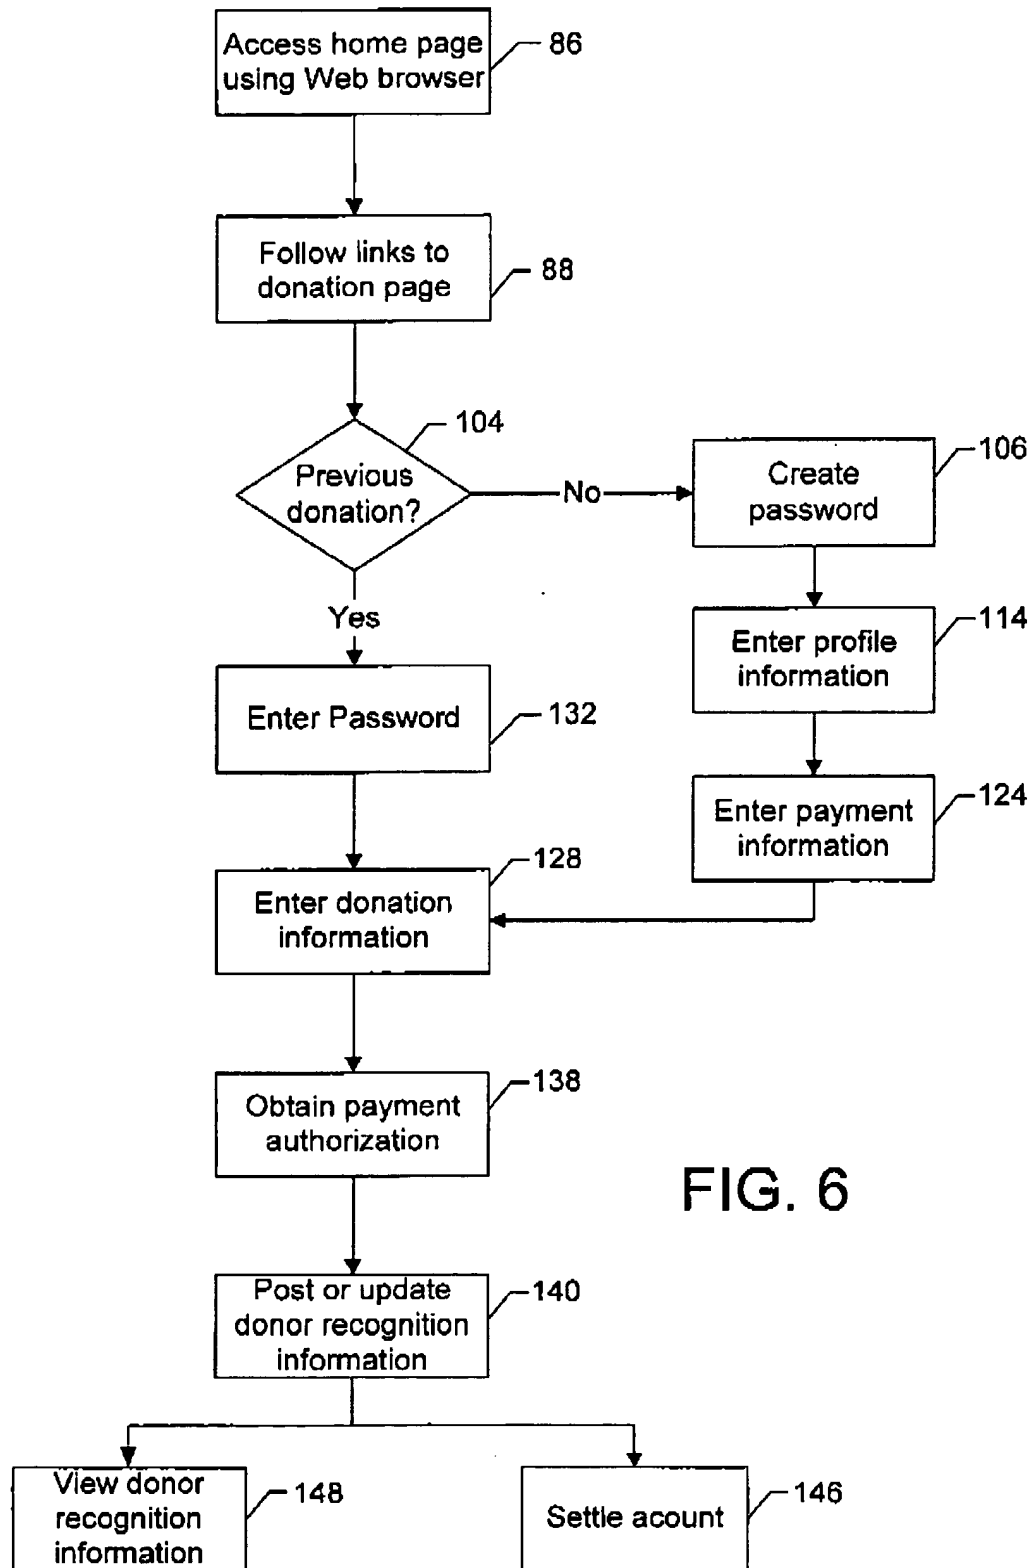 Access home page
using Web browser
86
Follow links to
donation page
88
104
Previous
donation?
No
106
Create
password
Yes
114
Enter profile
information
Enter Password
132
124
Enter payment
information
128
Enter donation
information
138
Obtain payment
authorization
FIG. 6
140
Post or update
donor recognition
information
View donor
recognition
information
148
Settle acount
146